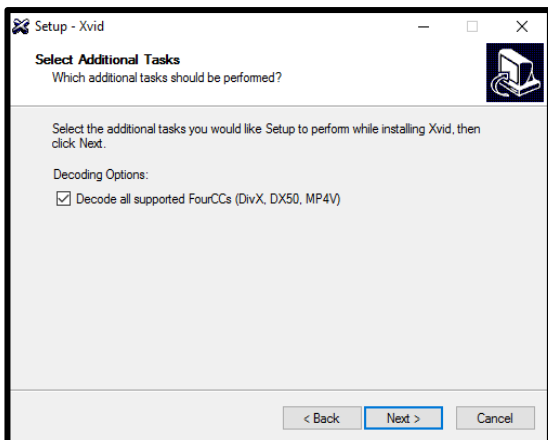 Setup - Xvid
Select Additional Tasks
Which additional tasks should be performed?
Select the additional tasks you would like Setup to perform while installing Xvid, then
click Next.
Decoding Options:
Decode all supported FourCCs (DivX, DX50, MP4V)
< Back
Next >
Cancel